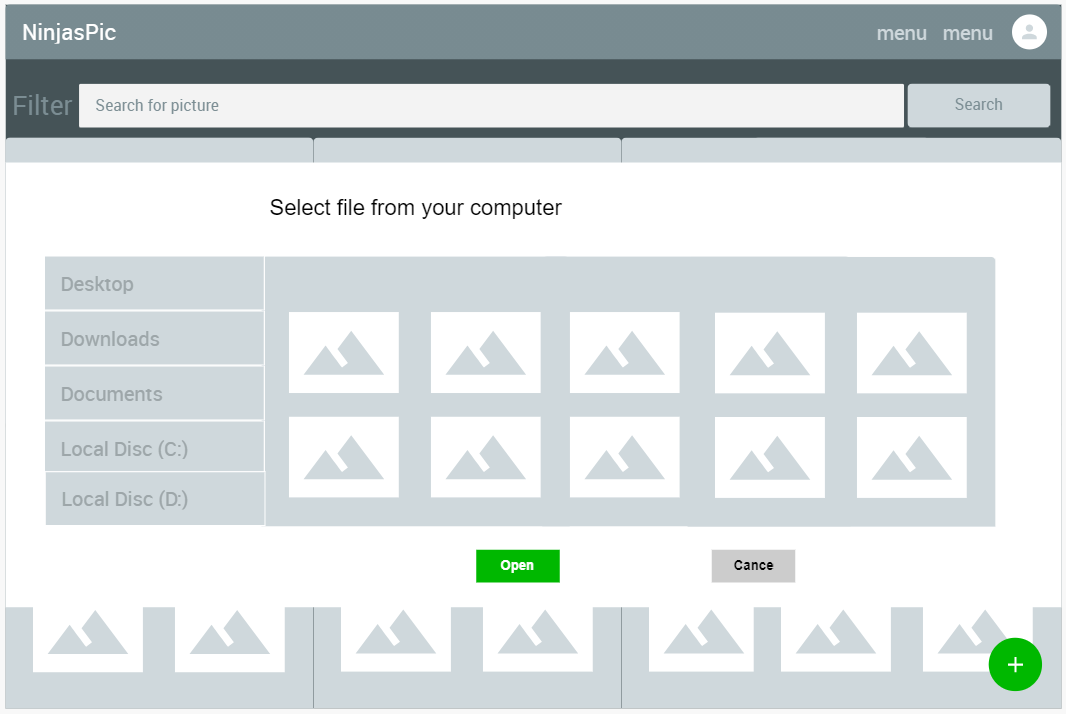 NinjasPic menu menu
Filter Search for picture Search
Select file from your computer
Desktop
Downloads
Documents
Local Disc (C:)
Local Disc (D:)
Open Cance